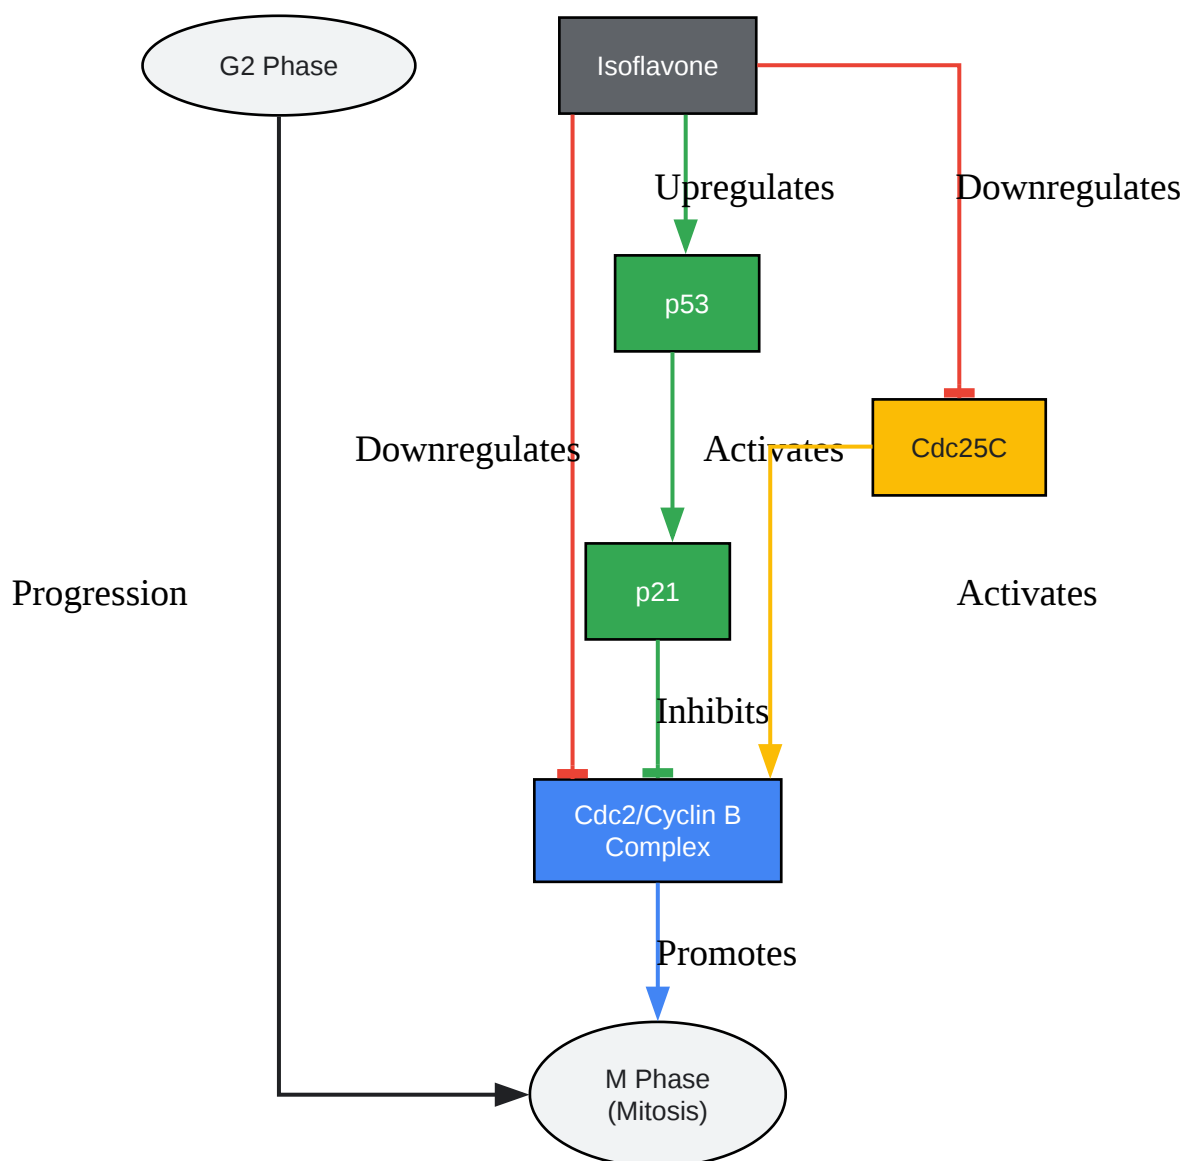 G2 Phase
Isoflavone
Upregulates
Downregulates
p53
Downregulates
Activates
Cdc25C
Progression
p21
Activates
Inhibits
Cdc2/Cyclin B
Complex
Promotes
M Phase
(Mitosis)